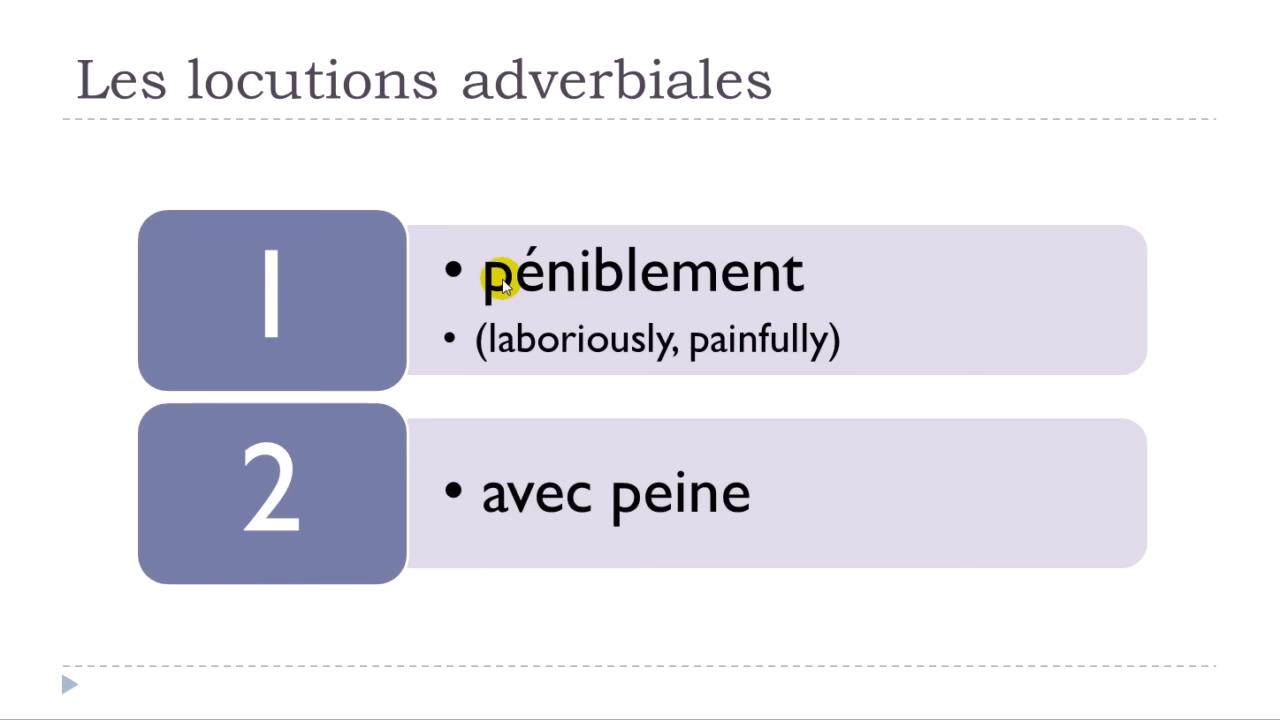 Les locutions adverbiales
1
• péniblement
• (laboriously, painfully)
2
• avec peine